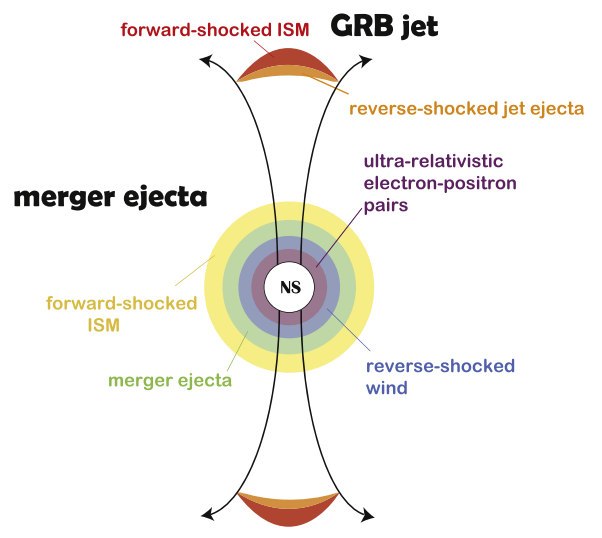 forward-shocked ISM
GRB jet
reverse-shocked jet ejecta
ultra-relativistic
electron-positron
pairs
merger ejecta
NS
forward-shocked
ISM
merger ejecta
reverse-shocked
wind